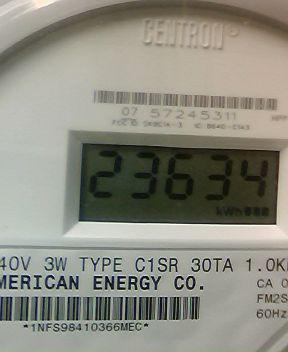 CENTRON®
07 57245311
23634
kWh
40V 3W TYPE C1SR 30TA 1.0K
MERICAN ENERGY CO.
CA 0
FM2S
60Hz
*1NFS98410366MEC*